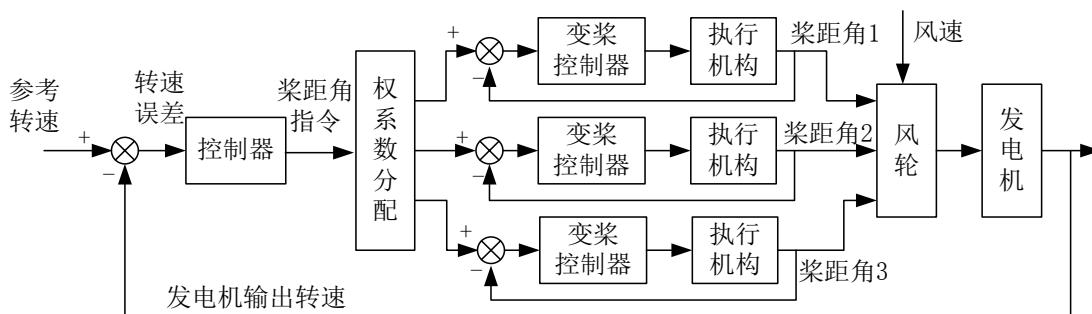 参考
转速
+
−
转速
误差
控制器
桨距角
指令
权
系
数
分
配
+
−
变桨
控制器
执行
机构
桨距角1
+
−
变桨
控制器
执行
机构
桨距角2
+
−
变桨
控制器
执行
机构
桨距角3
风速
风
轮
发
电
机
发电机输出转速